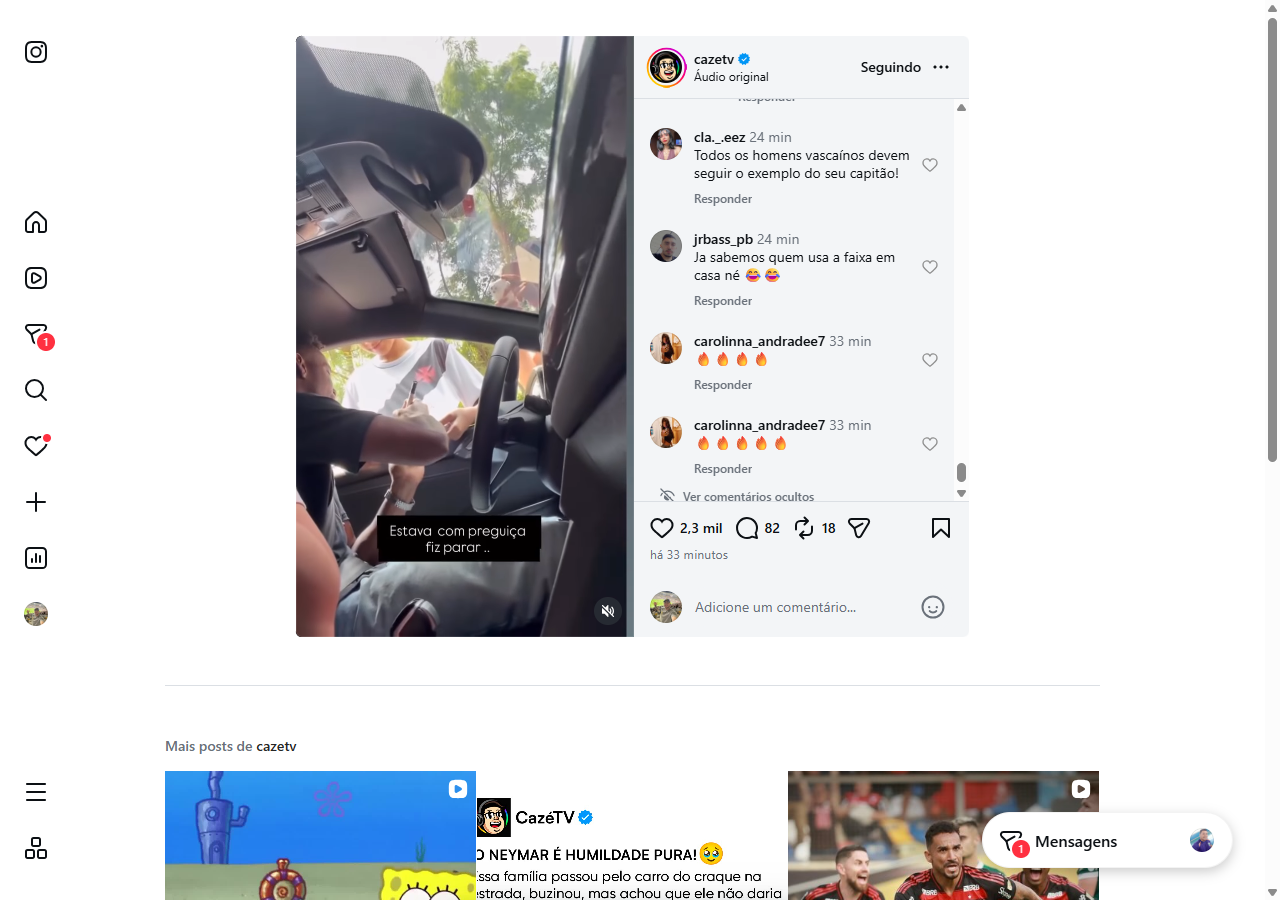 cazetv
Áudio original
Seguindo
Responder
cla._.eez 24 min
Todos os homens vascaínos devem
seguir o exemplo do seu capitão!
Responder
jrbass_pb 24 min
Ja sabemos quem usa a faixa em
casa né 😂😂
Responder
carolinna_andradee7 33 min
🔥🔥🔥🔥
Responder
carolinna_andradee7 33 min
🔥🔥🔥🔥🔥
Responder
Ver comentários ocultos
2,3 mil 82 18
há 33 minutos
Adicione um comentário...
Estava com preguiça
fiz parar ..
1
Mais posts de cazetv
CazéTV
O NEYMAR É HUMILDADE PURA!🥹
Essa família passou pelo carro do craque na
estrada, buzinou, mas achou que ele não daria
1
Mensagens